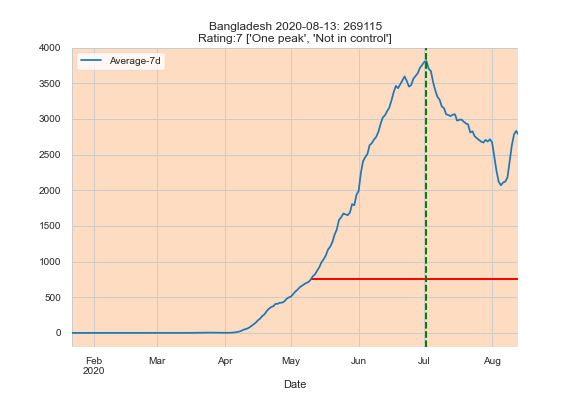 Bangladesh 2020-08-13: 269115
Rating:7 ['One peak', 'Not in control']
Average-7d
4000
3500
3000
2500
2000
1500
1000
500
0
Feb Mar Apr May Jun Jul Aug
2020
Date